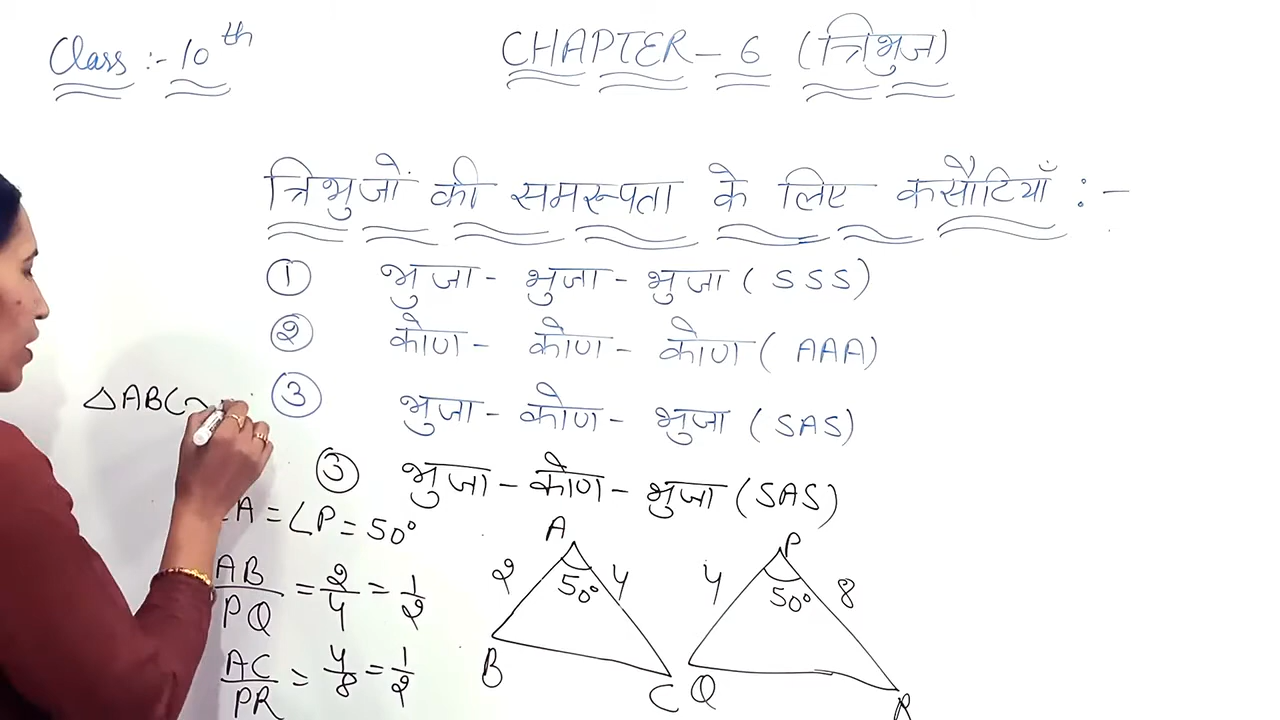 Class :- 10th
CHAPTER - 6 (त्रिभुज)
त्रिभुजों की समरूपता के लिए कसौटियाँ :-
① भुजा - भुजा - भुजा ( SSS)
② कोण - कोण - कोण ( AAA)
③ भुजा - कोण - भुजा ( SAS)
△ABC~
③ भुजा - कोण - भुजा (SAS)
∠A = ∠P = 50°
AB/PQ = 2/4 = 1/2
AC/PR = 4/8 = 1/2
A
2 50° 4
B C
P
4 50° 8
Q R